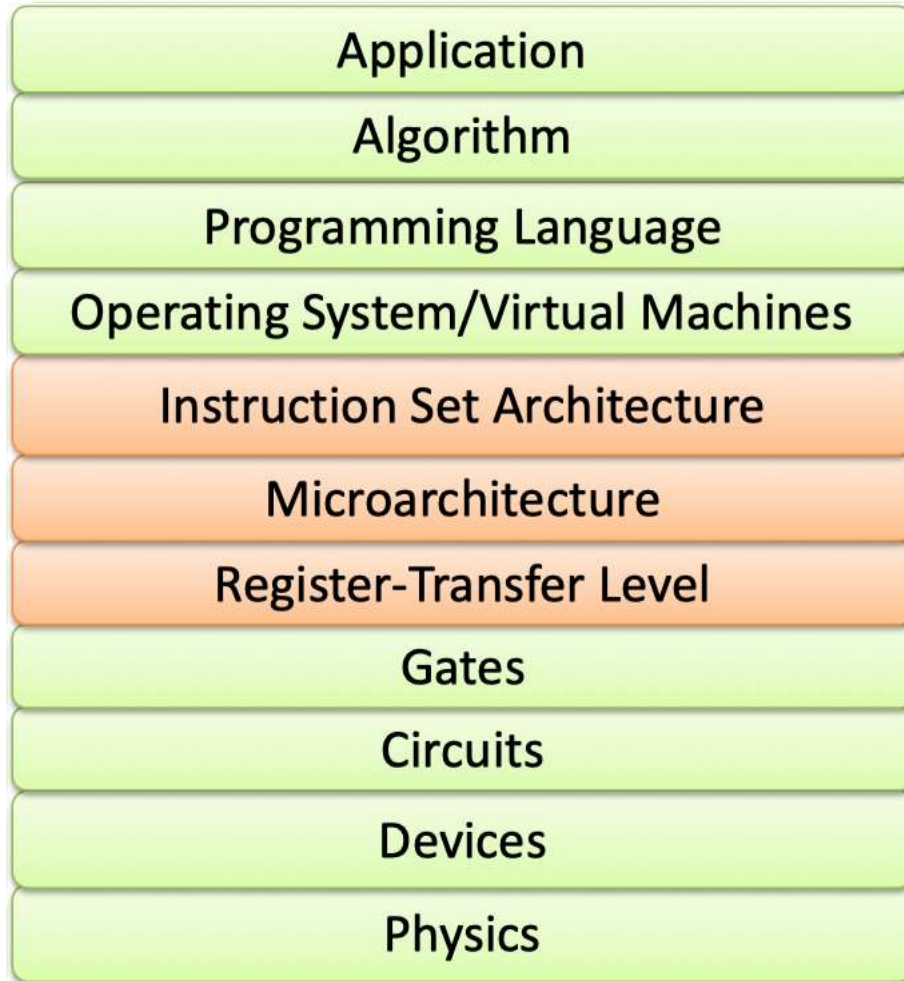 Application
Algorithm
Programming Language
Operating System/Virtual Machines
Instruction Set Architecture
Microarchitecture
Register-Transfer Level
Gates
Circuits
Devices
Physics